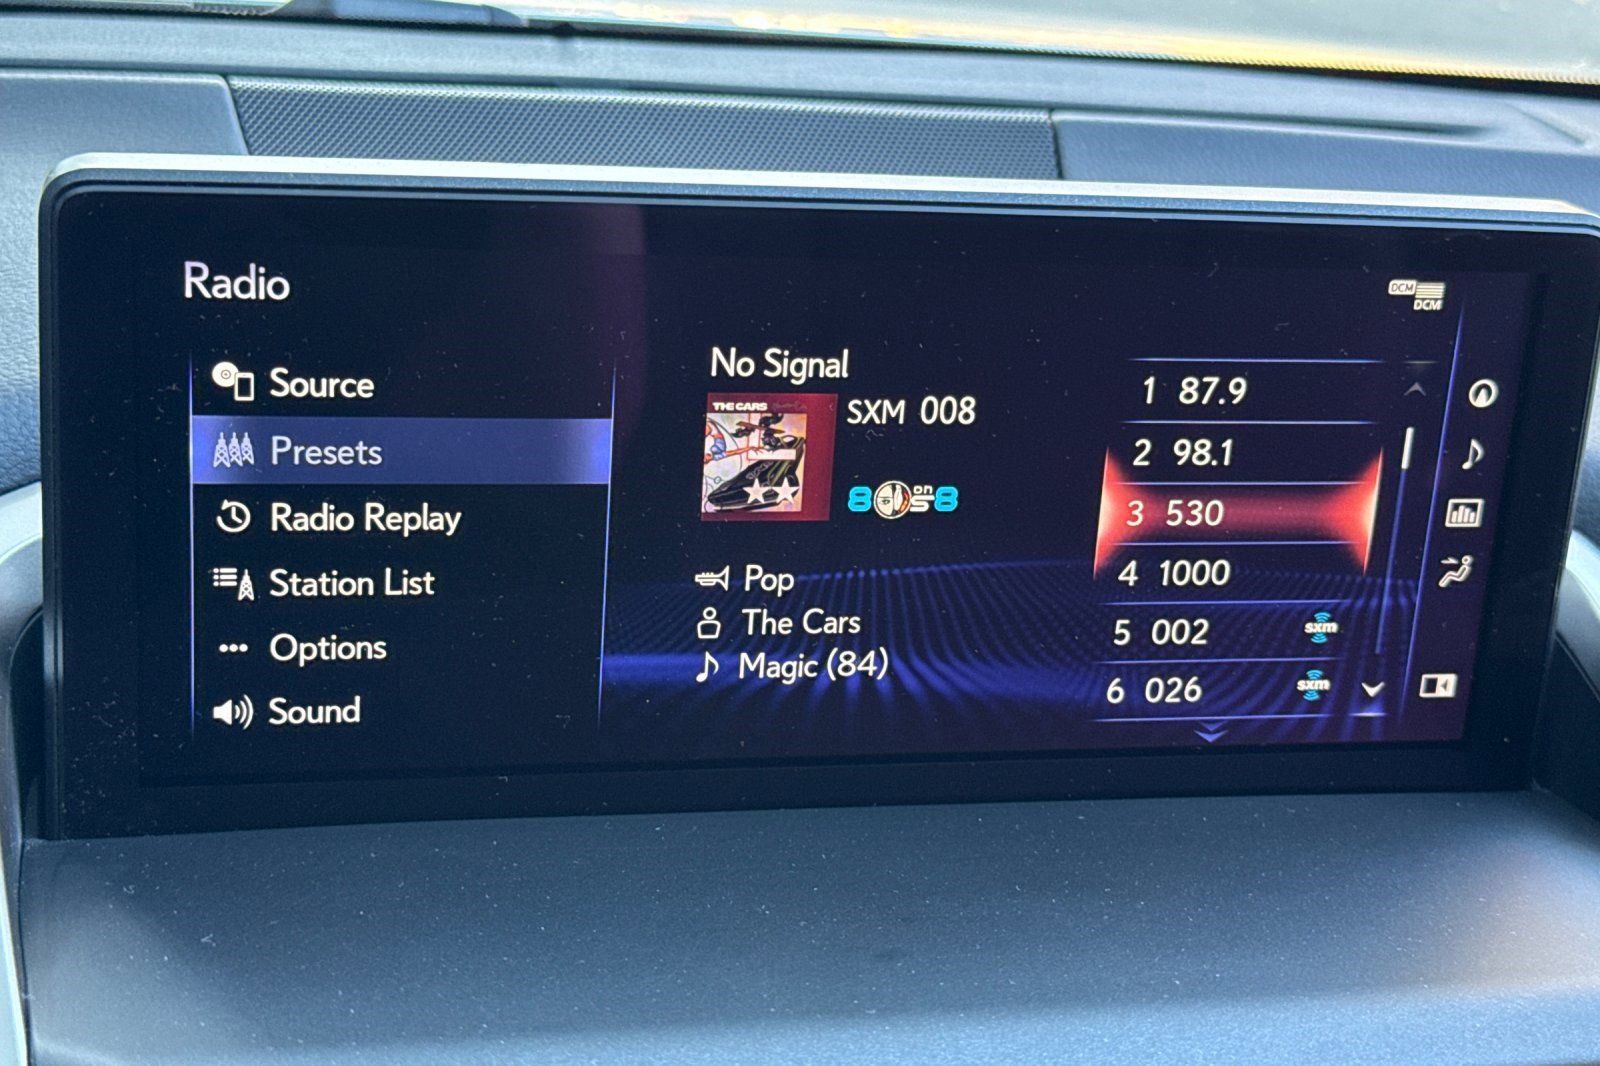 Radio
DCM
DCM
Source
Presets
Radio Replay
Station List
Options
Sound
No Signal
THE CARS
SXM 008
8 on 8
Pop
The Cars
Magic (84)
1 87.9
2 98.1
3 530
4 1000
5 002 sxm
6 026 sxm